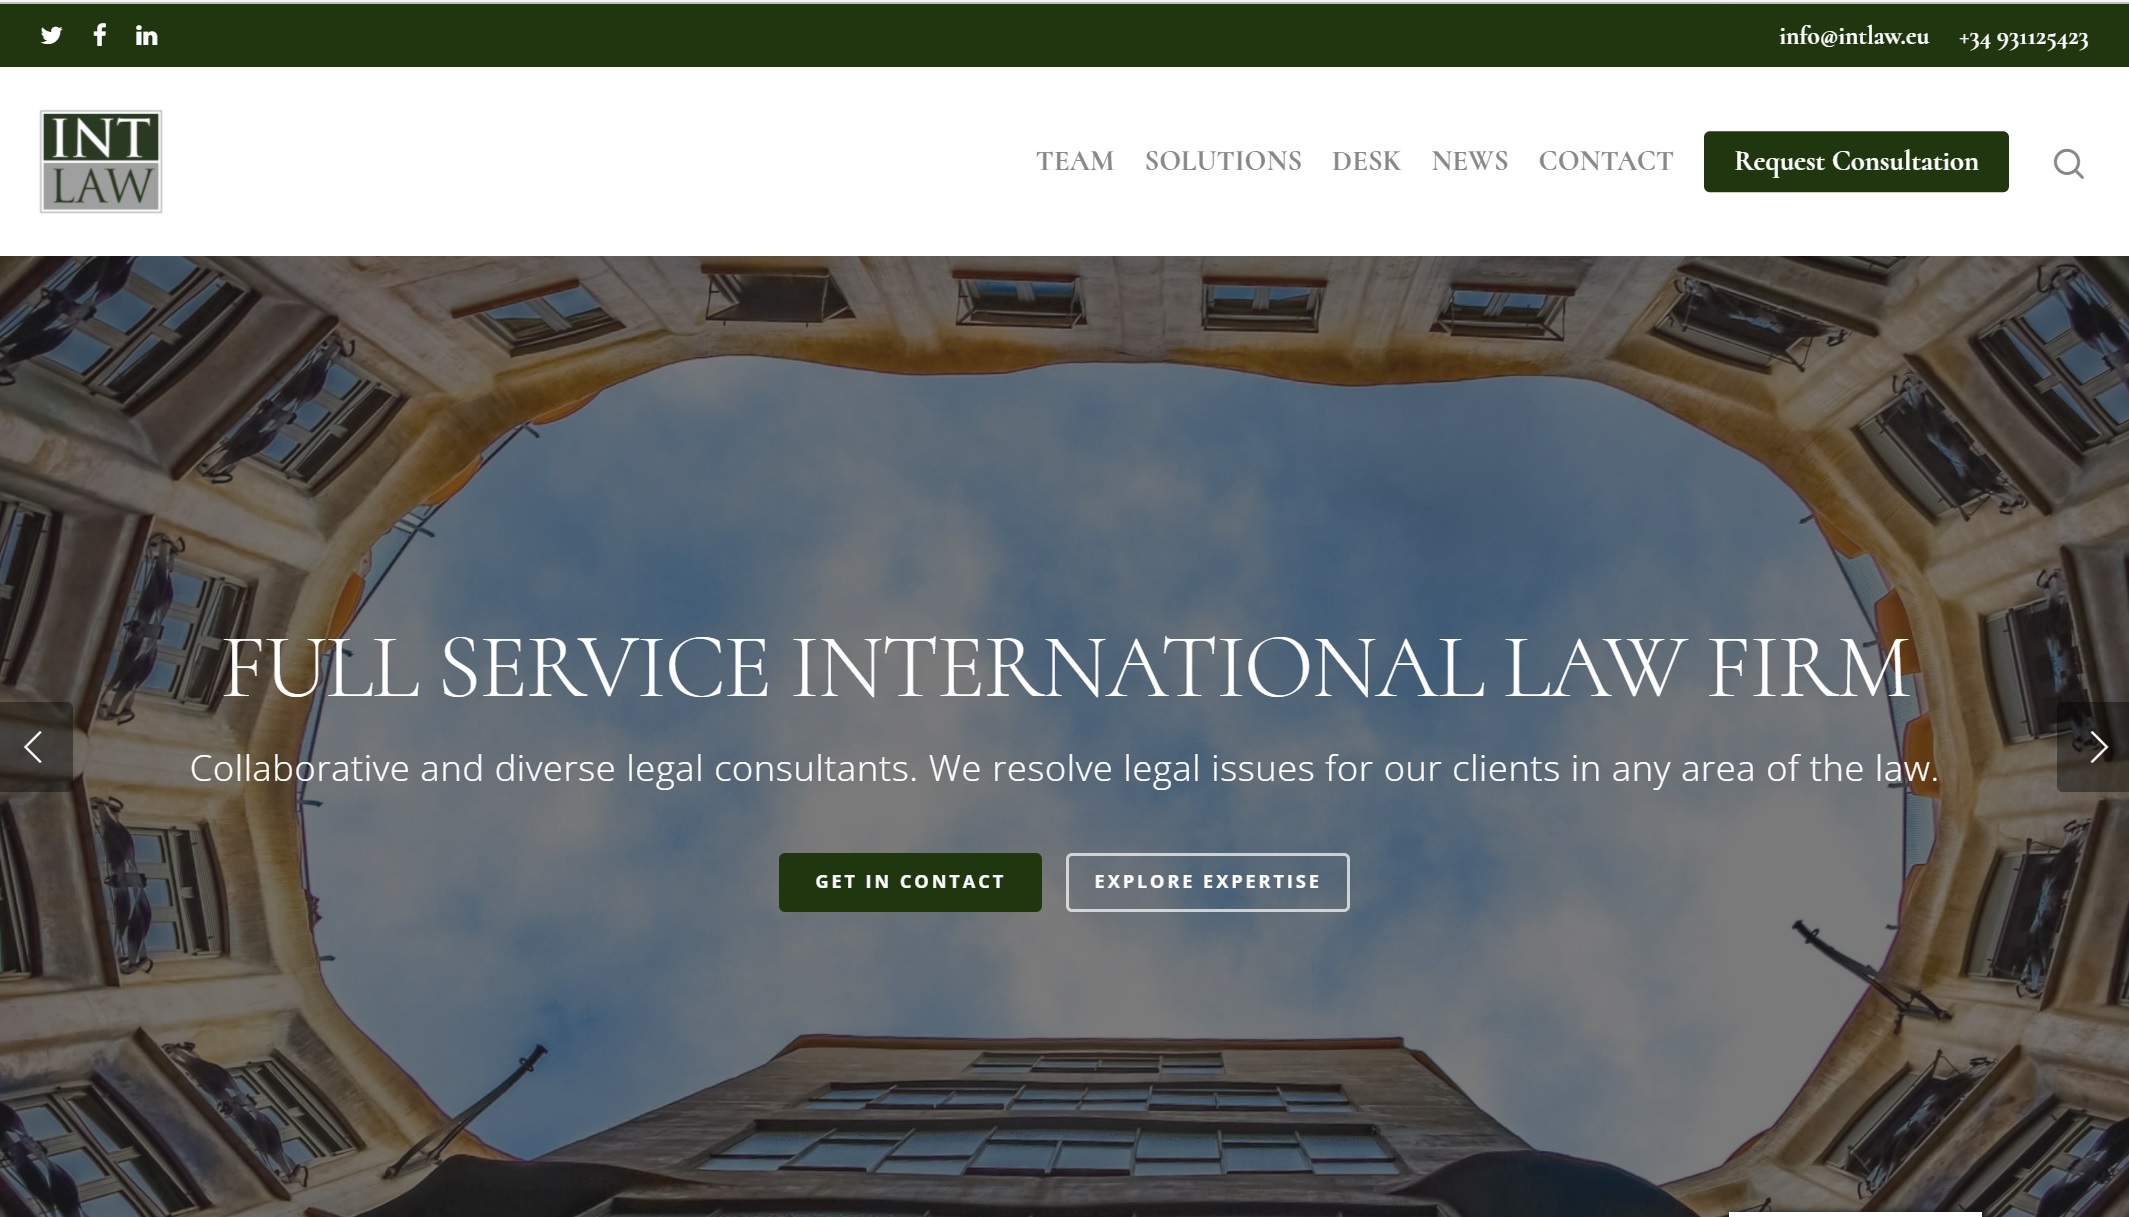 info@intlaw.eu +34 931125423
INT
LAW
TEAM SOLUTIONS DESK NEWS CONTACT Request Consultation
FULL SERVICE INTERNATIONAL LAW FIRM
Collaborative and diverse legal consultants. We resolve legal issues for our clients in any area of the law.
GET IN CONTACT EXPLORE EXPERTISE